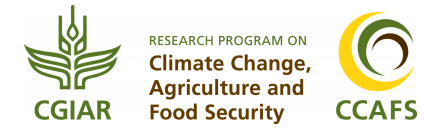 RESEARCH PROGRAM ON
Climate Change,
Agriculture and
Food Security
CGIAR
CCAFS